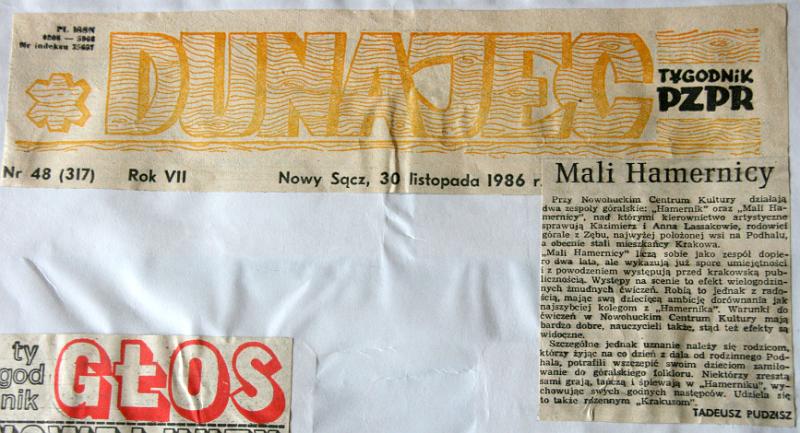 PL ISSN
0208 — 5968
Nr indeksu 35657
DUNAJEC
TYGODNIK
PZPR
Nr 48 (317) Rok VII Nowy Sącz, 30 listopada 1986 r.
Mali Hamernicy
Przy Nowohuckim Centrum Kultury działają
dwa zespoły góralskie: „Hamernik" oraz „Mali Ha-
mernicy", nad którymi kierownictwo artystyczne
sprawują Kazimierz i Anna Lassakowie, rodowici
górale z Zębu, najwyżej położonej wsi na Podhalu,
a obecnie stali mieszkańcy Krakowa.
„Mali Hamernicy" liczą sobie jako zespół dopie-
ro dwa lata, ale wykazują już spore umiejętności
i z powodzeniem występują przed krakowską pub-
licznością. Występy na scenie to efekt wielogodzin-
nych żmudnych ćwiczeń. Robią to jednak z rado-
ścią, mając swą dziecięcą ambicję dorównania jak
najszybciej kolegom z „Hamernika". Warunki do
ćwiczeń w Nowohuckim Centrum Kultury mają
bardzo dobre, nauczycieli także, stąd też efekty są
widoczne.
Szczególne jednak uznanie należy się rodzicom,
którzy żyjąc na co dzień z dala od rodzinnego Pod-
hala, potrafili wszczepić swoim dzieciom zamiło-
wanie do góralskiego folkloru. Niektórzy zresztą
sami grają, tańczą i śpiewają w „Hamerniku", wy-
chowując swych godnych następców. Udziela się
to także rdzennym „Krakusom".
TADEUSZ PUDZISZ
ty
god
nik
GŁOS